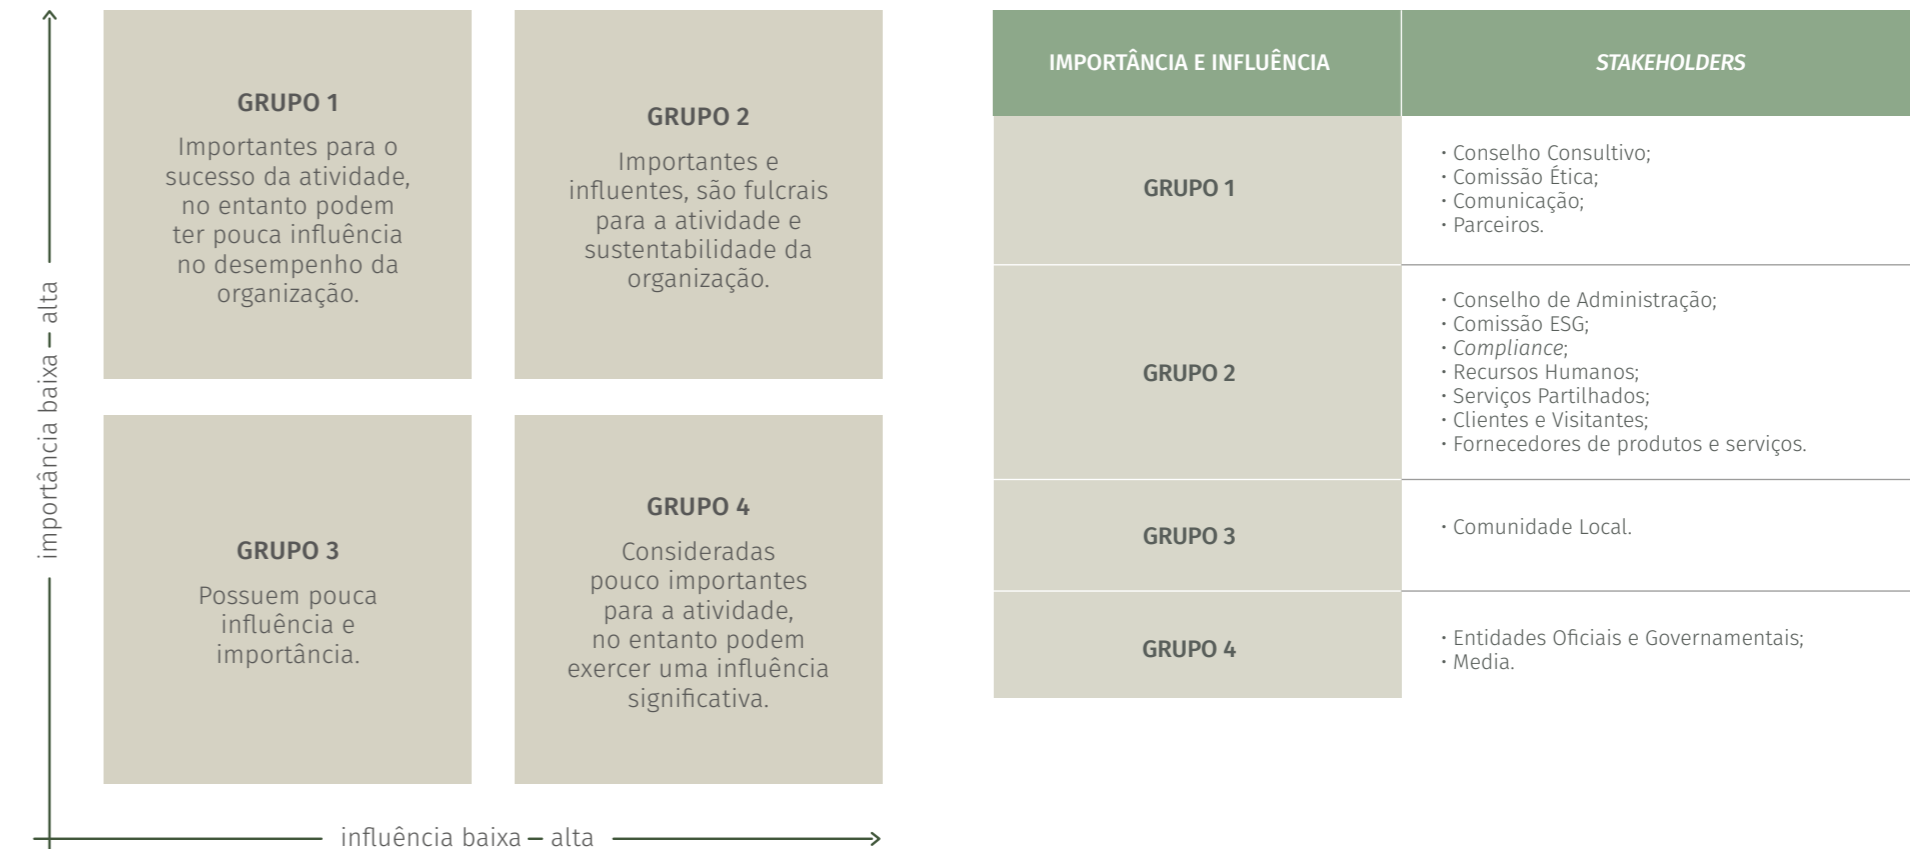 GRUPO 1
Importantes para o
sucesso da atividade,
no entanto podem
ter pouca influência
no desempenho da
organização.
GRUPO 2
Importantes e
influentes, são fulcrais
para a atividade e
sustentabilidade da
organização.
importância baixa – alta
GRUPO 3
Possuem pouca
influência e
importância.
GRUPO 4
Consideradas
pouco importantes
para a atividade,
no entanto podem
exercer uma influência
significativa.
influência baixa – alta
IMPORTÂNCIA E INFLUÊNCIA
STAKEHOLDERS
GRUPO 1
• Conselho Consultivo;
• Comissão Ética;
• Comunicação;
• Parceiros.
GRUPO 2
• Conselho de Administração;
• Comissão ESG;
• Compliance;
• Recursos Humanos;
• Serviços Partilhados;
• Clientes e Visitantes;
• Fornecedores de produtos e serviços.
GRUPO 3
• Comunidade Local.
GRUPO 4
• Entidades Oficiais e Governamentais;
• Media.